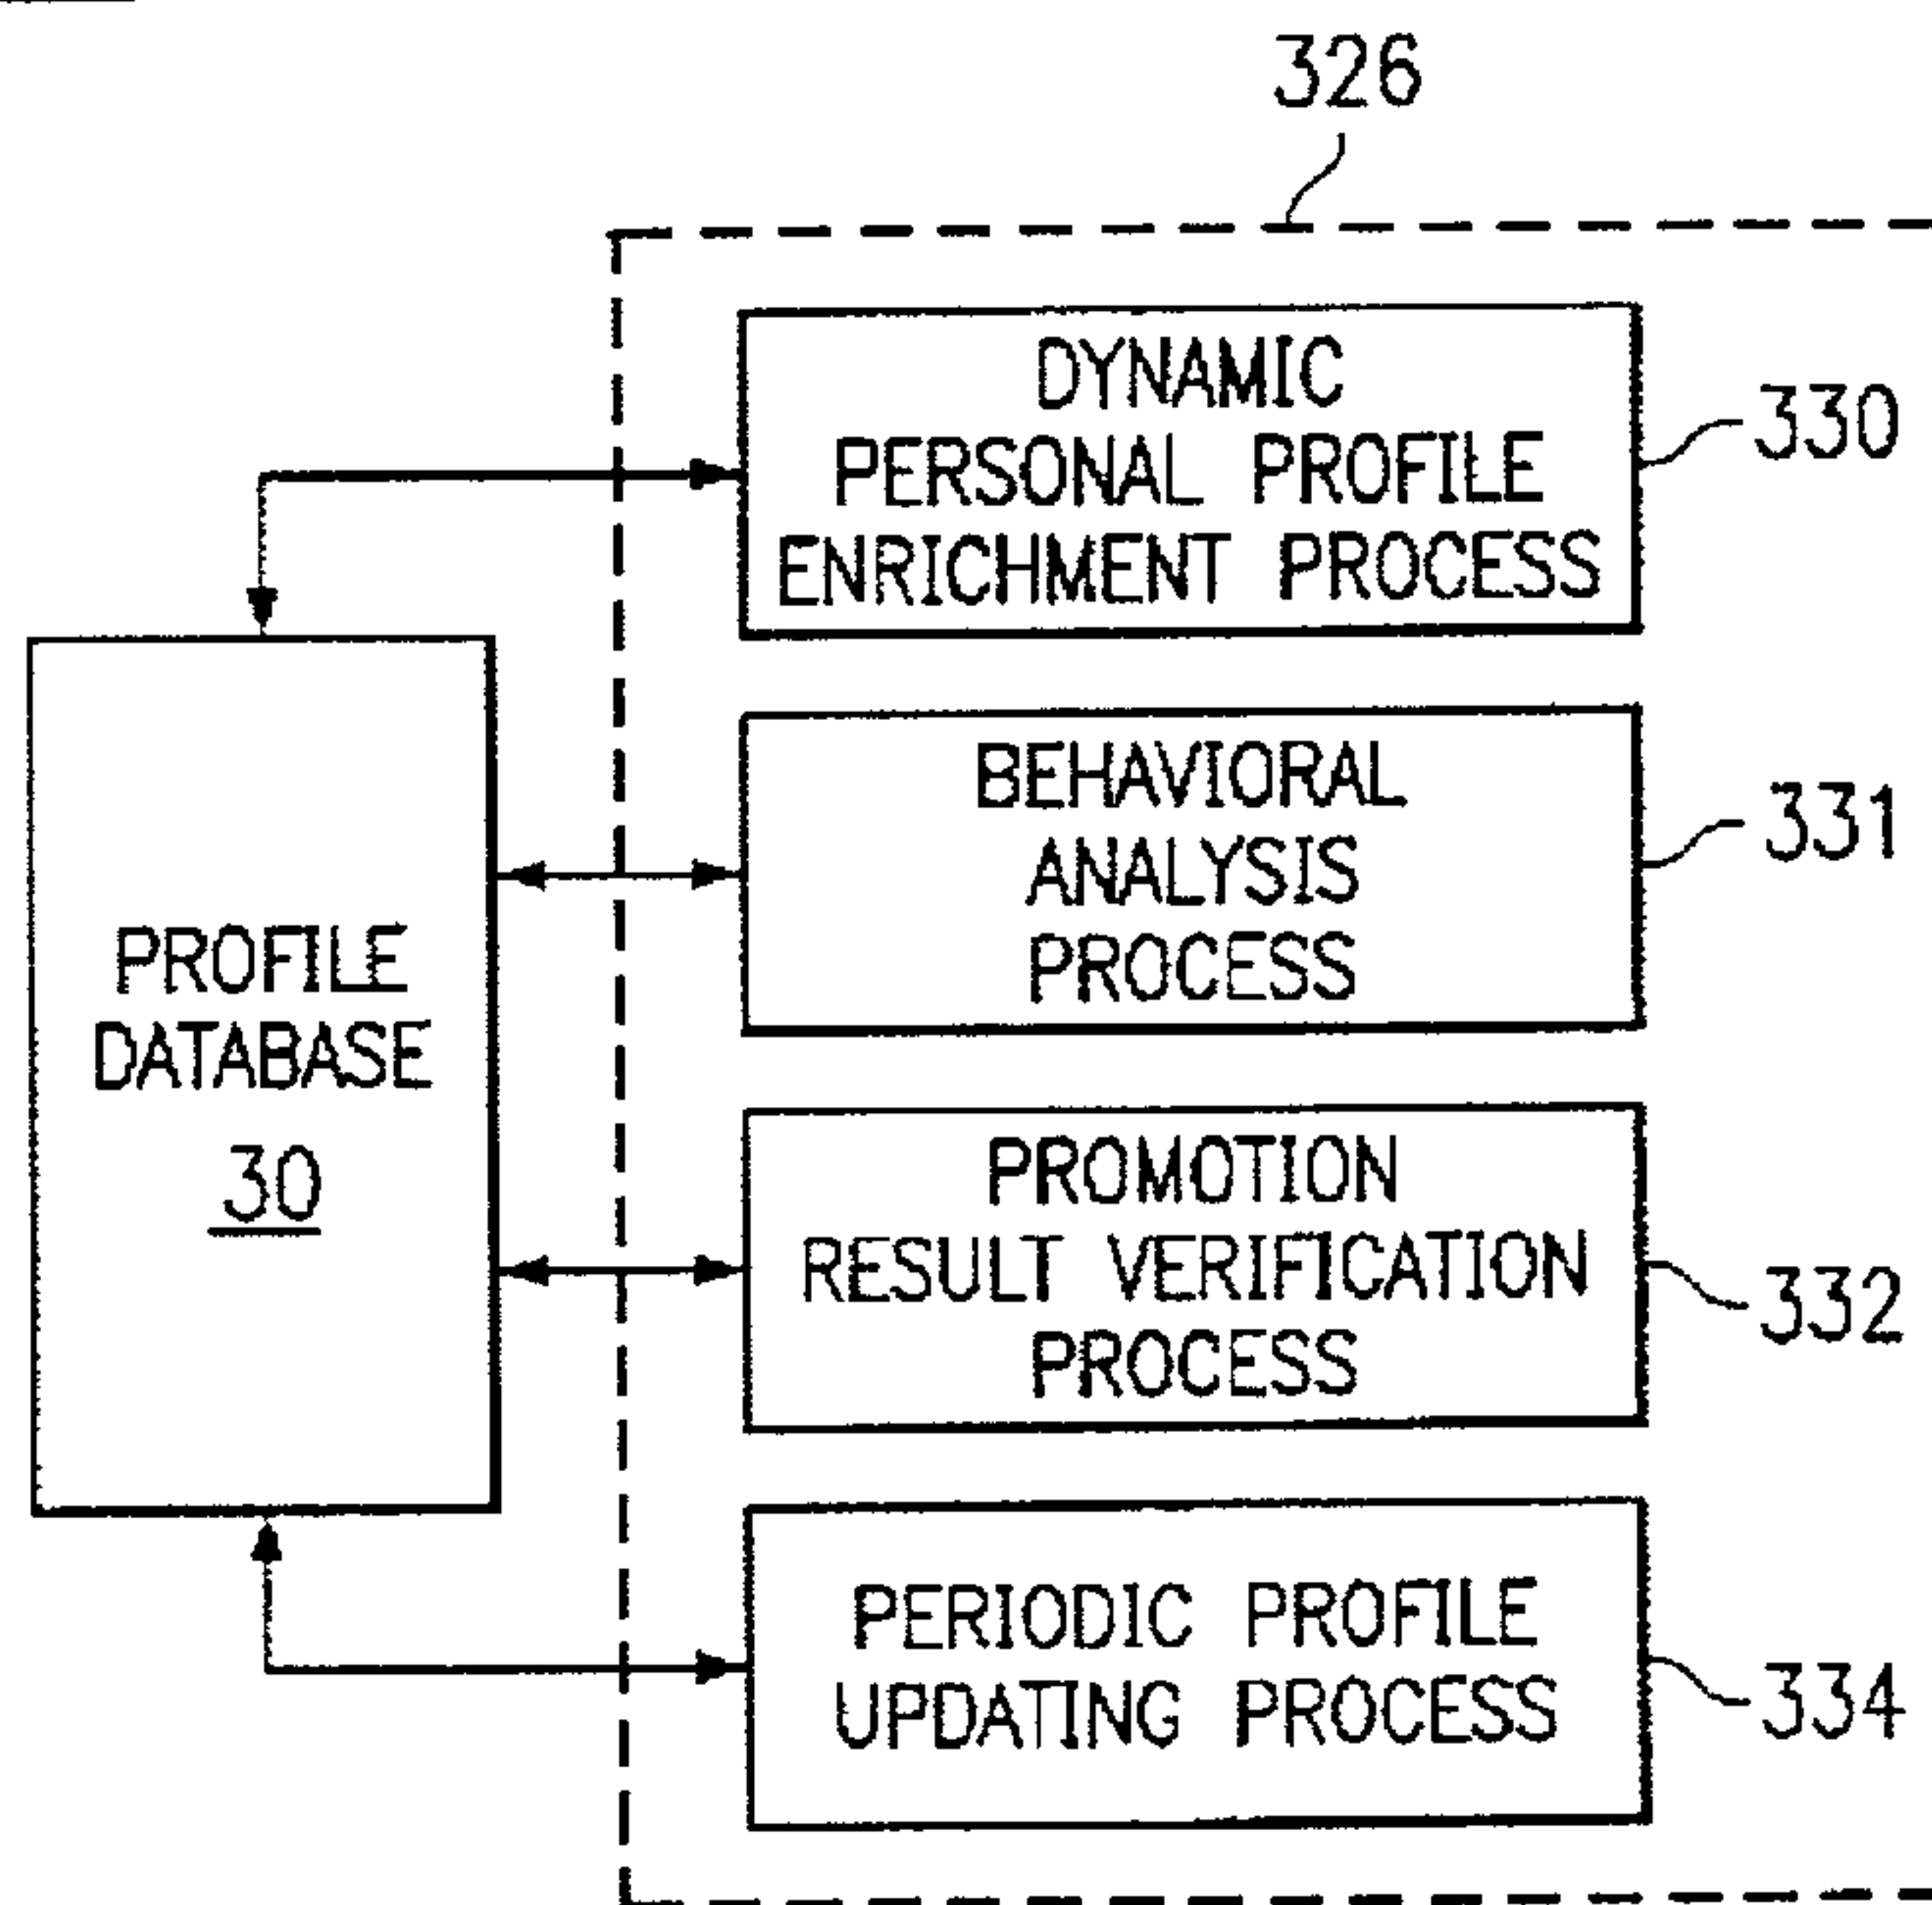 326
DYNAMIC
PERSONAL PROFILE
ENRICHMENT PROCESS
330
BEHAVIORAL
ANALYSIS
PROCESS
331
PROFILE
DATABASE
30
PROMOTION
RESULT VERIFICATION
PROCESS
332
PERIODIC PROFILE
UPDATING PROCESS
334